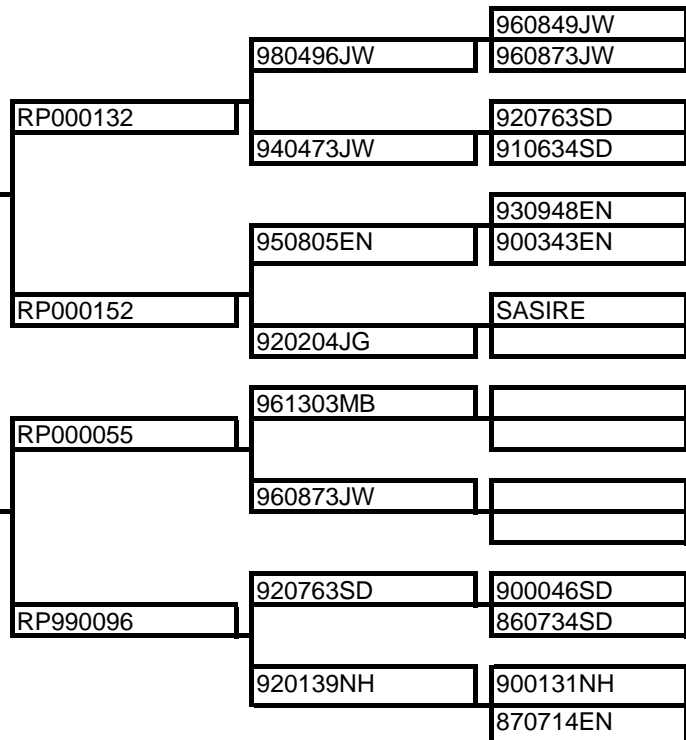 960849JW
980496JW 960873JW
RP000132 920763SD
940473JW 910634SD
930948EN
950805EN 900343EN
RP000152 SASIRE
920204JG
961303MB
RP000055
960873JW
920763SD 900046SD
RP990096 860734SD
920139NH 900131NH
870714EN